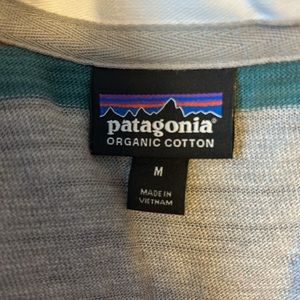 patagonia®
ORGANIC COTTON
M
MADE IN
VIETNAM